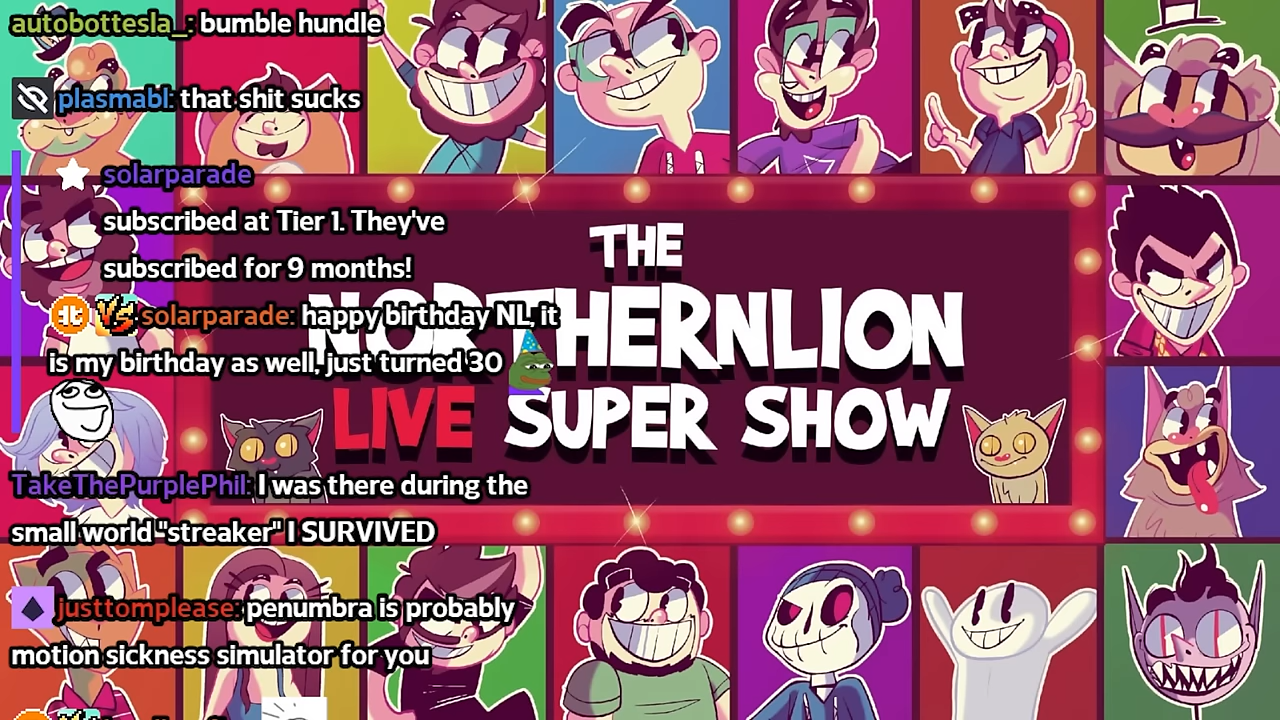 autobottesla_: bumble hundle
plasmabl: that shit sucks
solarparade
subscribed at Tier 1. They've
subscribed for 9 months!
solarparade: happy birthday NL, it
is my birthday as well, just turned 30
THE
NORTHERNLION
LIVE SUPER SHOW
TakeThePurplePhil: I was there during the
small world "streaker" I SURVIVED
justtomplease: penumbra is probably
motion sickness simulator for you